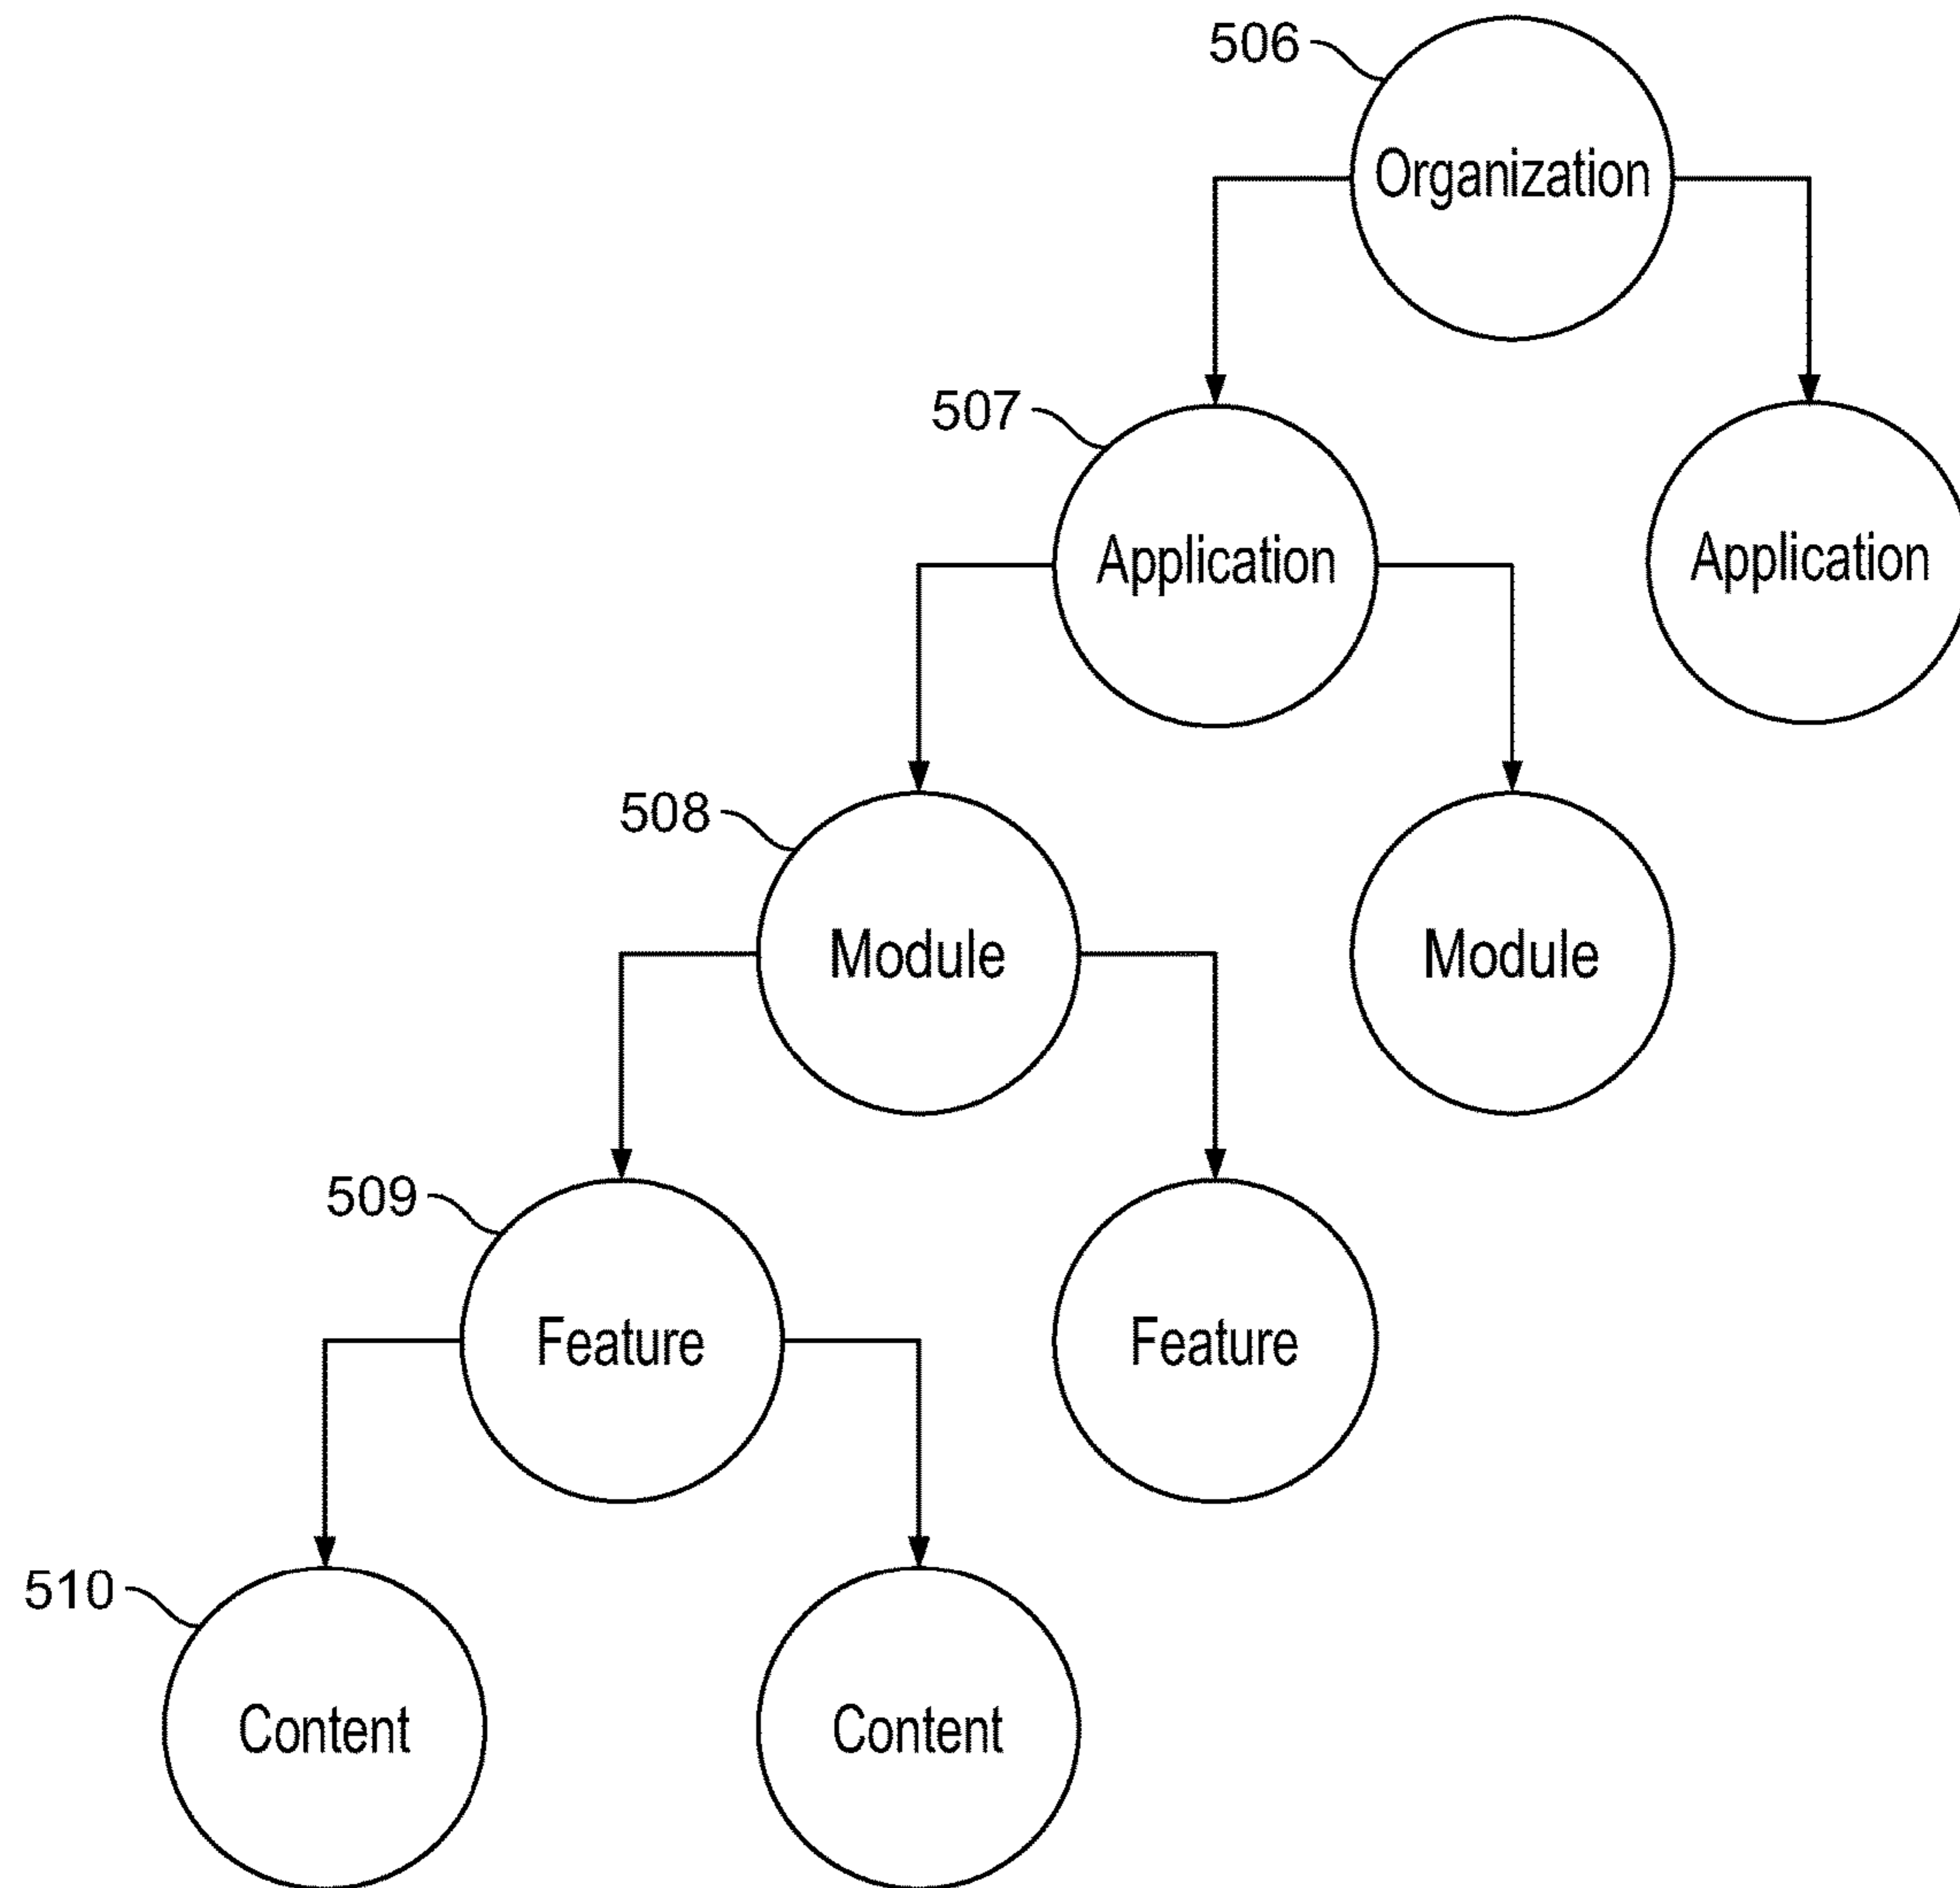 506
Organization
507
Application
Application
508
Module
Module
509
Feature
Feature
510
Content
Content